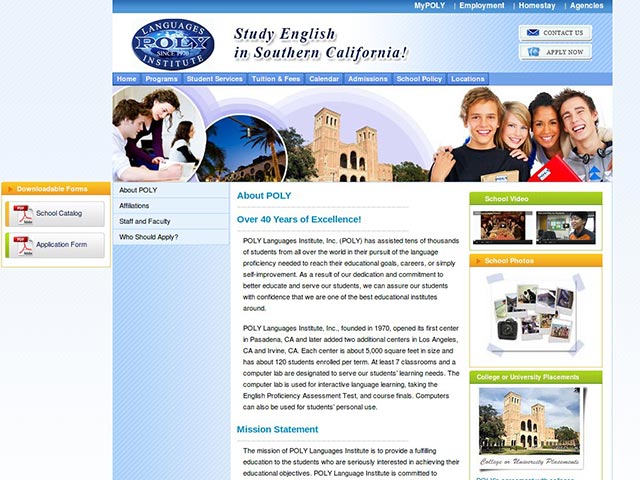 MyPOLY | Employment | Homestay | Agencies
LANGUAGES
POLY
SINCE 1970
INSTITUTE
Study English
in Southern California!
CONTACT US
APPLY NOW
Home Programs Student Services Tuition & Fees Calendar Admissions School Policy Locations
Downloadable Forms
PDF
Adobe
School Catalog
PDF
Adobe
Application Form
About POLY
Affiliations
Staff and Faculty
Who Should Apply?
About POLY
Over 40 Years of Excellence!
POLY Languages Institute, Inc. (POLY) has assisted tens of thousands
of students from all over the world in their pursuit of the language
proficiency needed to reach their educational goals, careers, or simply
self-improvement. As a result of our dedication and commitment to
better educate and serve our students, we can assure our students
with confidence that we are one of the best educational institutes
around.
POLY Languages Institute, Inc., founded in 1970, opened its first center
in Pasadena, CA and later added two additional centers in Los Angeles,
CA and Irvine, CA. Each center is about 5,000 square feet in size and
has about 120 students enrolled per term. At least 7 classrooms and a
computer lab are designated to serve our students' learning needs. The
computer lab is used for interactive language learning, taking the
English Proficiency Assessment Test, and course finals. Computers
can also be used for students' personal use.
Mission Statement
The mission of POLY Languages Institute is to provide a fulfilling
education to the students who are seriously interested in achieving their
educational objectives. POLY Language Institute is committed to
School Video
School Photos
College or University Placements
College or University Placements
POLY's agreement with college